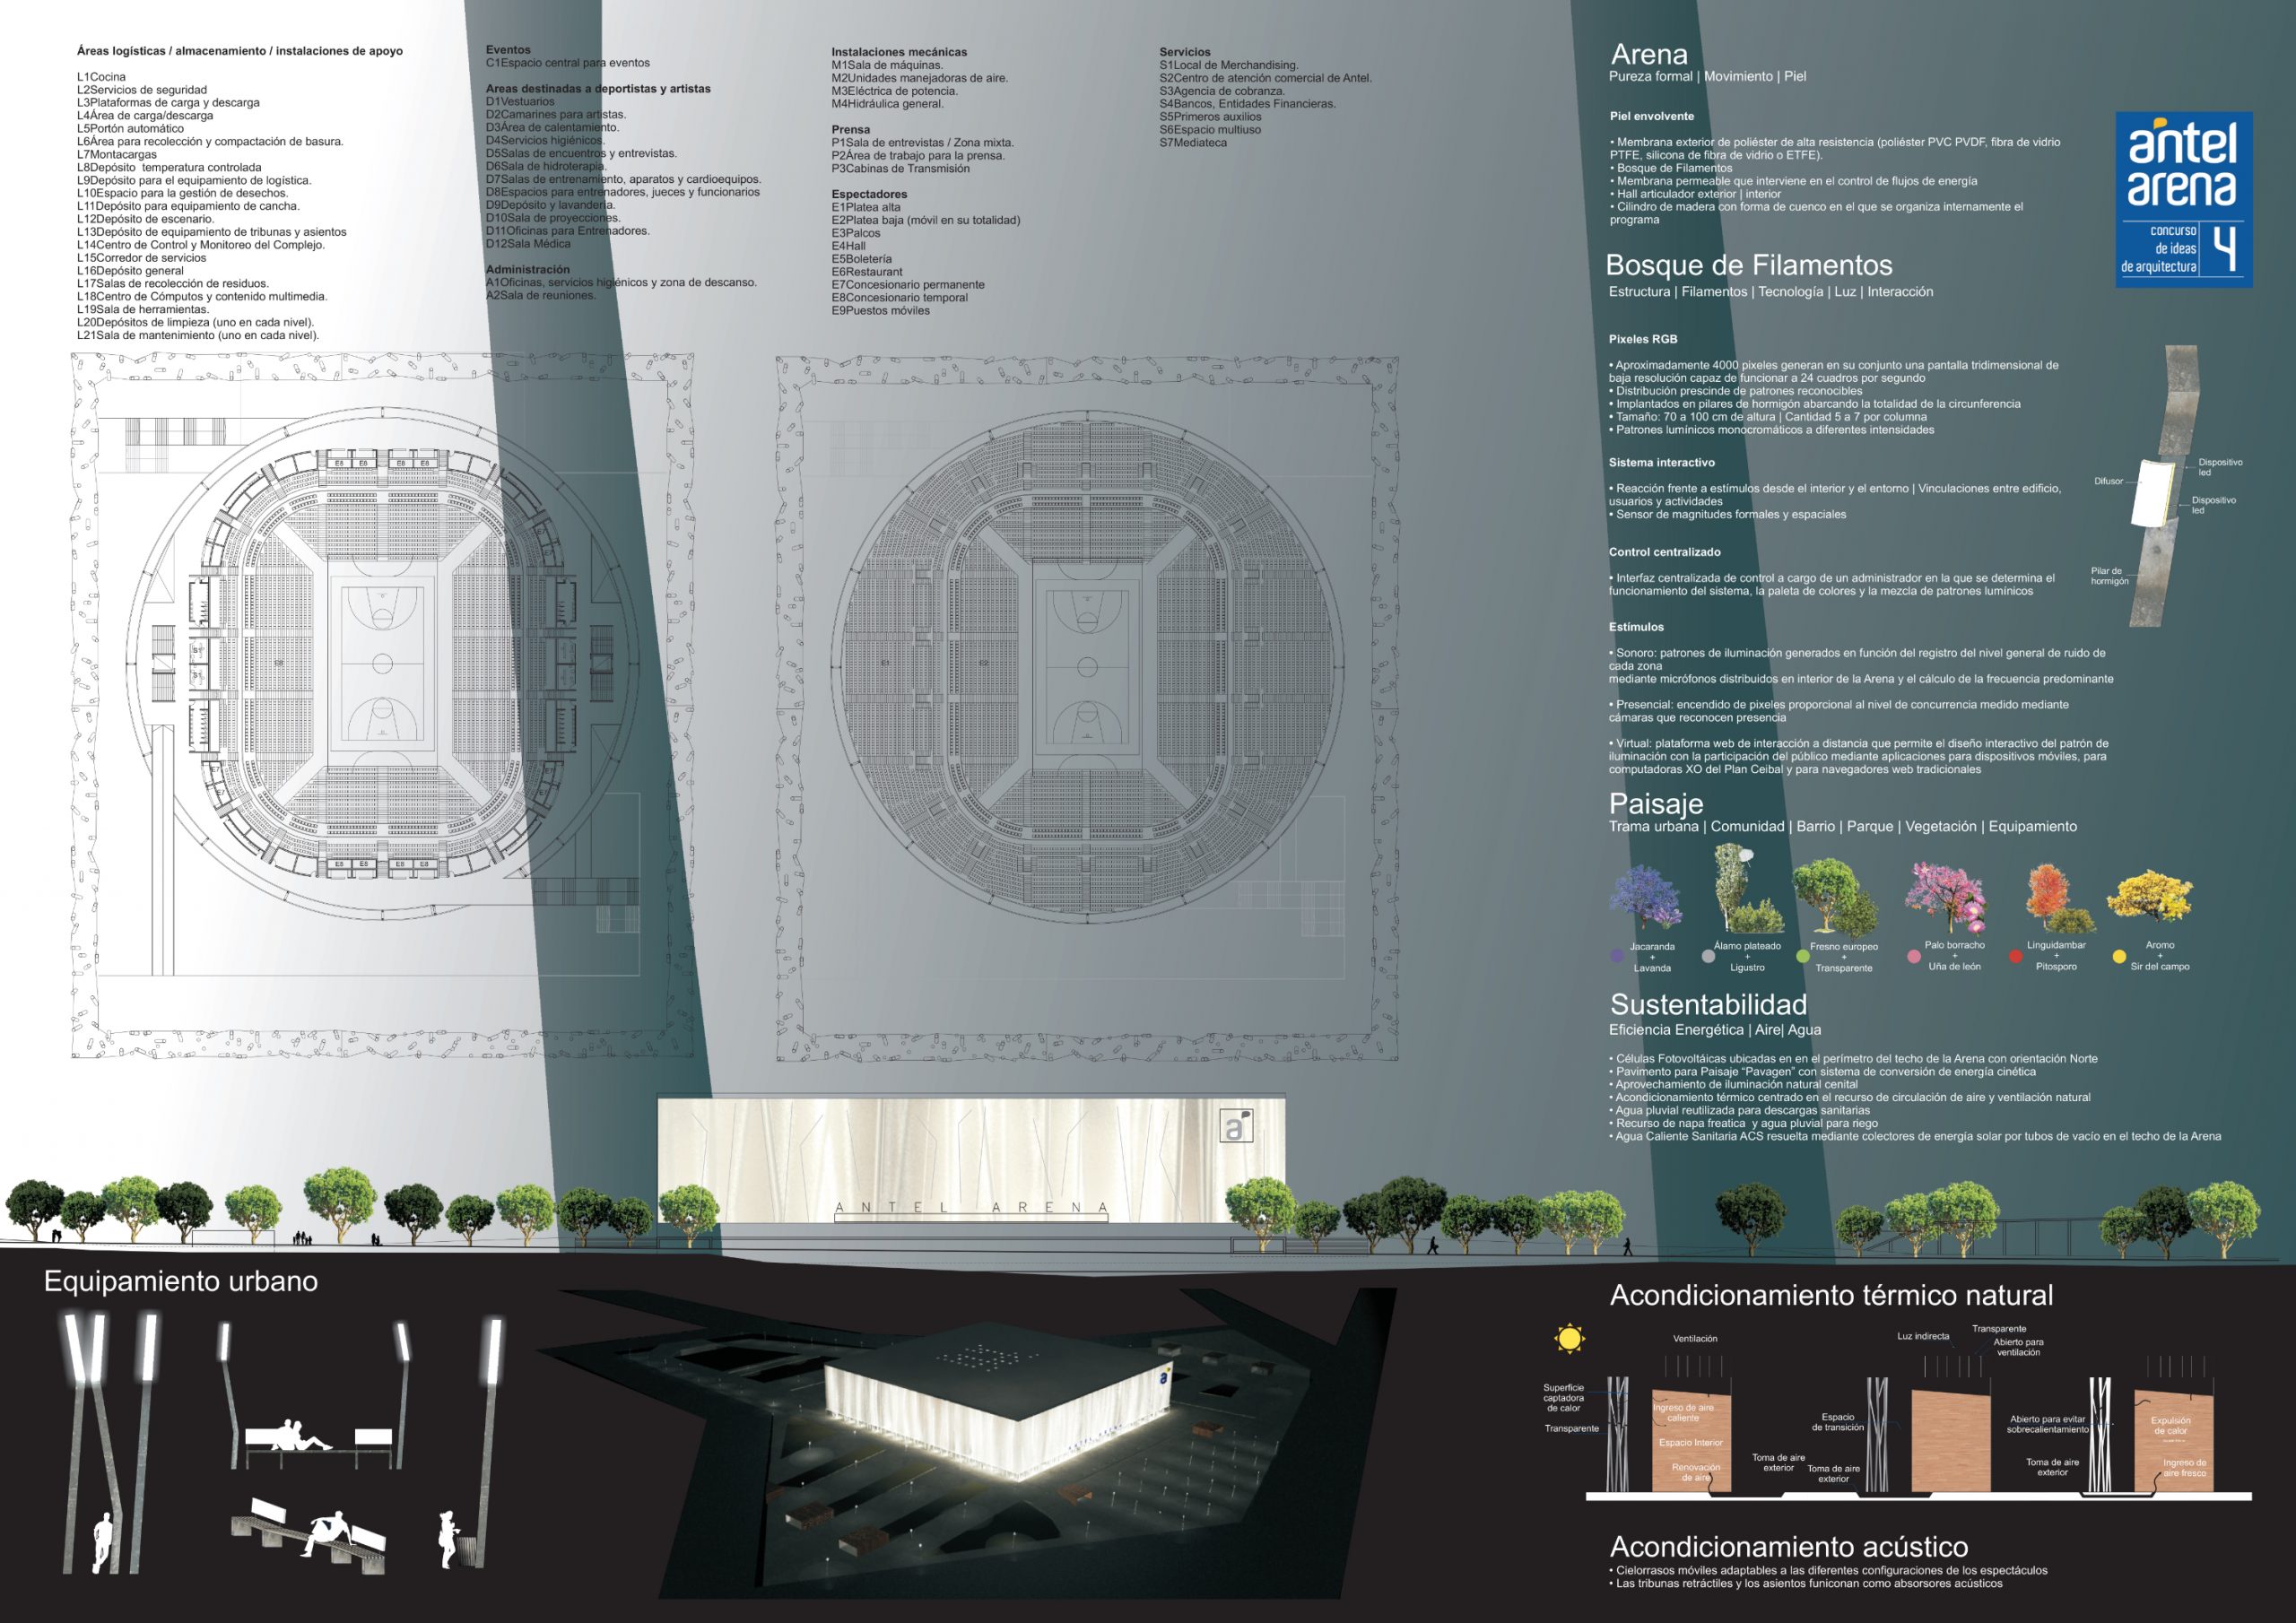 Áreas logísticas / almacenamiento / instalaciones de apoyo
L1Cocina
L2Servicios de seguridad
L3Plataformas de carga y descarga
L4Área de carga/descarga
L5Portón automático
L6Área para recolección y compactación de basura.
L7Montacargas
L8Depósito temperatura controlada
L9Depósito para el equipamiento de logística.
L10Espacio para la gestión de desechos.
L11Depósito para equipamiento de cancha.
L12Depósito de escenario.
L13Depósito de equipamiento de tribunas y asientos
L14Centro de Control y Monitoreo del Complejo.
L15Corredor de servicios
L16Depósito general
L17Salas de recolección de residuos.
L18Centro de Cómputos y contenido multimedia.
L19Sala de herramientas.
L20Depósitos de limpieza (uno en cada nivel).
L21Sala de mantenimiento (uno en cada nivel).
Eventos
C1Espacio central para eventos
Areas destinadas a deportistas y artistas
D1Vestuarios
D2Camarines para artistas.
D3Área de calentamiento.
D4Servicios higiénicos.
D5Salas de encuentros y entrevistas.
D6Sala de hidroterapia.
D7Salas de entrenamiento, aparatos y cardioequipos.
D8Espacios para entrenadores, jueces y funcionarios
D9Depósito y lavandería.
D10Sala de proyecciones.
D11Oficinas para Entrenadores.
D12Sala Médica
Administración
A1Oficinas, servicios higiénicos y zona de descanso.
A2Sala de reuniones.
Instalaciones mecánicas
M1Sala de máquinas.
M2Unidades manejadoras de aire.
M3Eléctrica de potencia.
M4Hidráulica general.
Prensa
P1Sala de entrevistas / Zona mixta.
P2Área de trabajo para la prensa.
P3Cabinas de Transmisión
Espectadores
E1Platea alta
E2Platea baja (móvil en su totalidad)
E3Palcos
E4Hall
E5Boletería
E6Restaurant
E7Concesionario permanente
E8Concesionario temporal
E9Puestos móviles
Servicios
S1Local de Merchandising.
S2Centro de atención comercial de Antel.
S3Agencia de cobranza.
S4Bancos, Entidades Financieras.
S5Primeros auxilios
S6Espacio multiuso
S7Mediateca
E8 E8 E8 E8
E7
E7
S1
S1
E7
E7
E7
E7
E8 E8 E8 E8
E1
E2
a
ANTEL ARENA
Arena
Pureza formal | Movimiento | Piel
Piel envolvente
• Membrana exterior de poliéster de alta resistencia (poliéster PVC PVDF, fibra de vidrio
PTFE, silicona de fibra de vidrio o ETFE).
• Bosque de Filamentos
• Membrana permeable que interviene en el control de flujos de energía
• Hall articulador exterior | interior
• Cilindro de madera con forma de cuenco en el que se organiza internamente el
programa
antel
arena
concurso
de ideas
de arquitectura
4
Bosque de Filamentos
Estructura | Filamentos | Tecnología | Luz | Interacción
Pixeles RGB
• Aproximadamente 4000 pixeles generan en su conjunto una pantalla tridimensional de
baja resolución capaz de funcionar a 24 cuadros por segundo
• Distribución prescinde de patrones reconocibles
• Implantados en pilares de hormigón abarcando la totalidad de la circunferencia
• Tamaño: 70 a 100 cm de altura | Cantidad 5 a 7 por columna
• Patrones lumínicos monocromáticos a diferentes intensidades
Sistema interactivo
• Reacción frente a estímulos desde el interior y el entorno | Vinculaciones entre edificio,
usuarios y actividades
• Sensor de magnitudes formales y espaciales
Control centralizado
• Interfaz centralizada de control a cargo de un administrador en la que se determina el
funcionamiento del sistema, la paleta de colores y la mezcla de patrones lumínicos
Dispositivo
led
Difusor
Dispositivo
led
Pilar de
hormigón
Estímulos
• Sonoro: patrones de iluminación generados en función del registro del nivel general de ruido de
cada zona
mediante micrófonos distribuidos en interior de la Arena y el cálculo de la frecuencia predominante
• Presencial: encendido de pixeles proporcional al nivel de concurrencia medido mediante
cámaras que reconocen presencia
• Virtual: plataforma web de interacción a distancia que permite el diseño interactivo del patrón de
iluminación con la participación del público mediante aplicaciones para dispositivos móviles, para
computadoras XO del Plan Ceibal y para navegadores web tradicionales
Paisaje
Trama urbana | Comunidad | Barrio | Parque | Vegetación | Equipamiento
Jacaranda
+
Lavanda
Álamo plateado
+
Ligustro
Fresno europeo
+
Transparente
Palo borracho
+
Uña de león
Linguidambar
+
Pitosporo
Aromo
+
Sir del campo
Sustentabilidad
Eficiencia Energética | Aire| Agua
• Células Fotovoltáicas ubicadas en en el perímetro del techo de la Arena con orientación Norte
• Pavimento para Paisaje “Pavagen” con sistema de conversión de energía cinética
• Aprovechamiento de iluminación natural cenital
• Acondicionamiento térmico centrado en el recurso de circulación de aire y ventilación natural
• Agua pluvial reutilizada para descargas sanitarias
• Recurso de napa freatica y agua pluvial para riego
• Agua Caliente Sanitaria ACS resuelta mediante colectores de energía solar por tubos de vacío en el techo de la Arena
Equipamiento urbano
a
Acondicionamiento térmico natural
Ventilación
Superficie
captadora
de calor
Transparente
Ingreso de aire
caliente
Espacio Interior
Renovación
de aire
Toma de aire
exterior
Luz indirecta
Transparente
Abierto para
ventilación
Espacio
de transición
Toma de aire
exterior
Abierto para evitar
sobrecalientamiento
Toma de aire
exterior
Expulsión
de calor
Ingreso de
aire fresco
Acondicionamiento acústico
• Cielorrasos móviles adaptables a las diferentes configuraciones de los espectáculos
• Las tribunas retráctiles y los asientos funiconan como absorsores acústicos